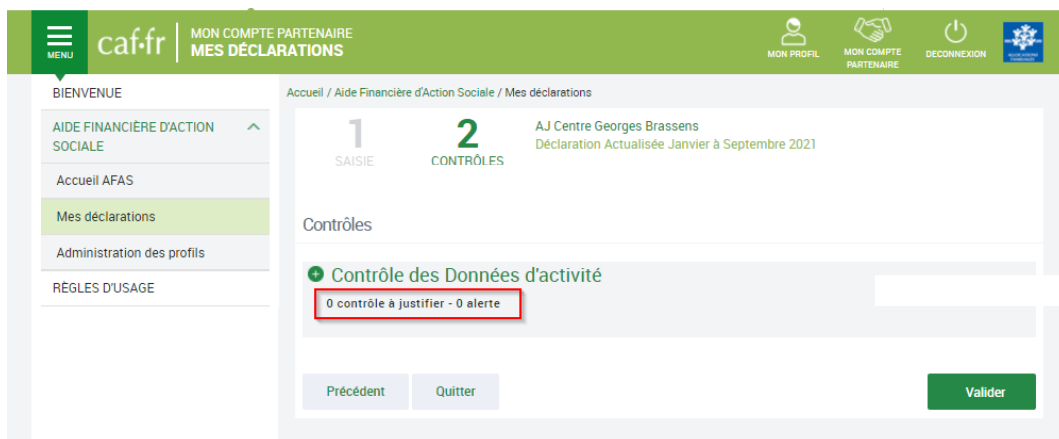 MENU
caf.fr
MON COMPTE PARTENAIRE
MES DÉCLARATIONS
MON PROFIL
MON COMPTE
PARTENAIRE
DECONNEXION
BIENVENUE
AIDE FINANCIÈRE D'ACTION
SOCIALE
Accueil AFAS
Mes déclarations
Administration des profils
RÈGLES D'USAGE
Accueil / Aide Financière d'Action Sociale / Mes déclarations
1
SAISIE
2
CONTRÔLES
AJ Centre Georges Brassens
Déclaration Actualisée Janvier à Septembre 2021
Contrôles
Contrôle des Données d'activité
0 contrôle à justifier - 0 alerte
Précédent
Quitter
Valider